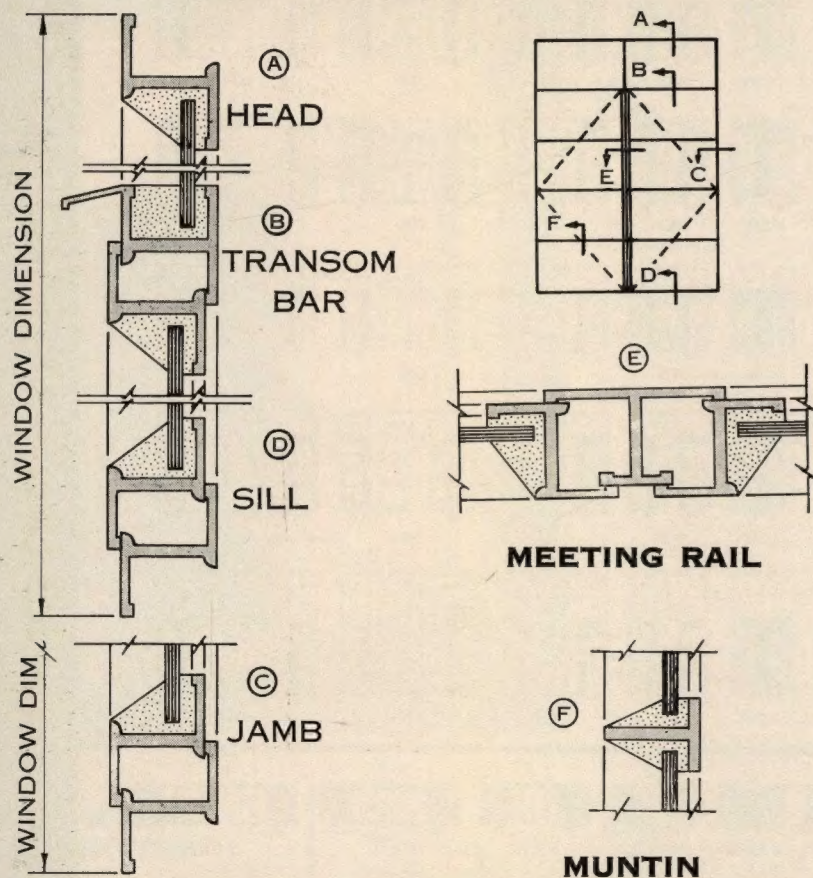 WINDOW DIMENSION
A
HEAD
B
TRANSOM
BAR
D
SILL
WINDOW DIM
C
JAMB
A
B
E
C
F
D
E
MEETING RAIL
F
MUNTIN